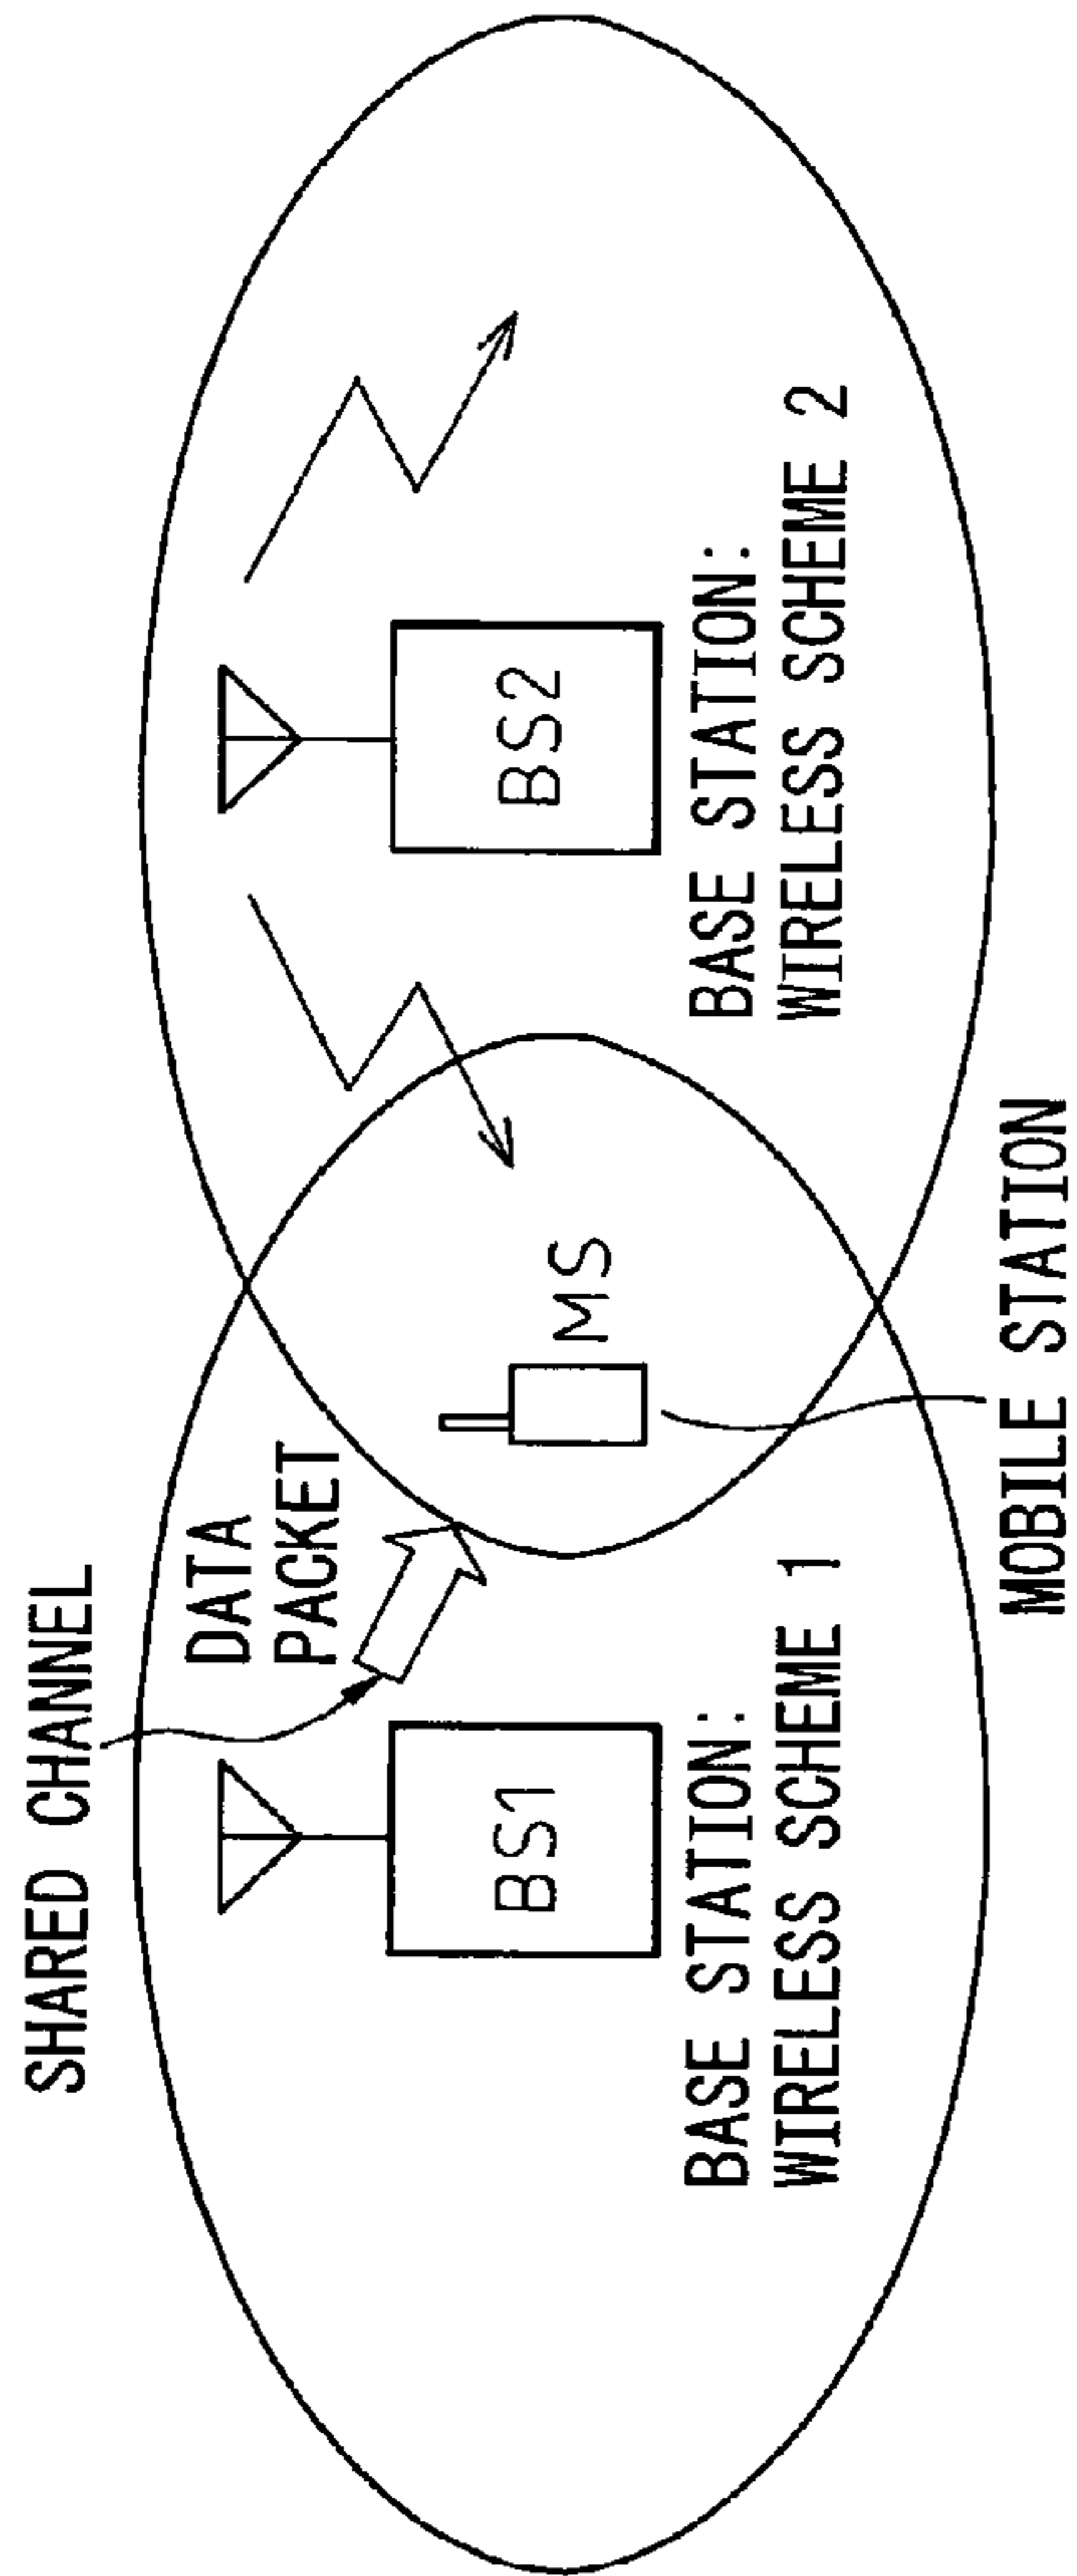 SHARED CHANNEL
DATA
PACKET
BS1
BASE STATION:
WIRELESS SCHEME 1
MS
MOBILE STATION
BS2
BASE STATION:
WIRELESS SCHEME 2